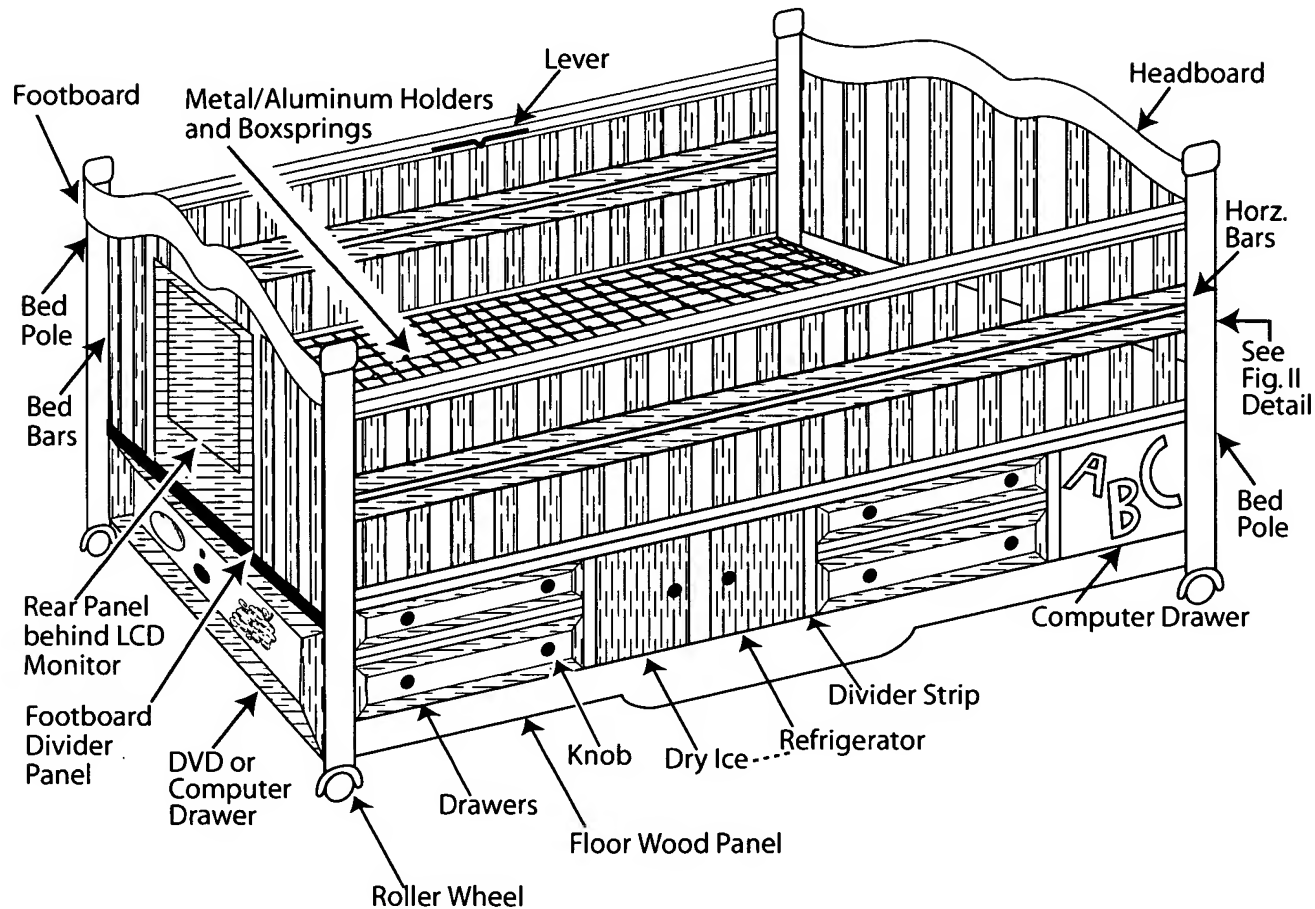 Lever
Headboard
Footboard
Metal/Aluminum Holders
and Boxsprings
Horz.
Bars
Bed
Pole
See
Fig. II
Detail
Bed
Bars
ABC
Bed
Pole
Rear Panel
behind LCD
Monitor
Computer Drawer
Divider Strip
Footboard
Divider
Panel
DVD or
Computer
Drawer
Knob
Dry Ice
Refrigerator
Drawers
Floor Wood Panel
Roller Wheel